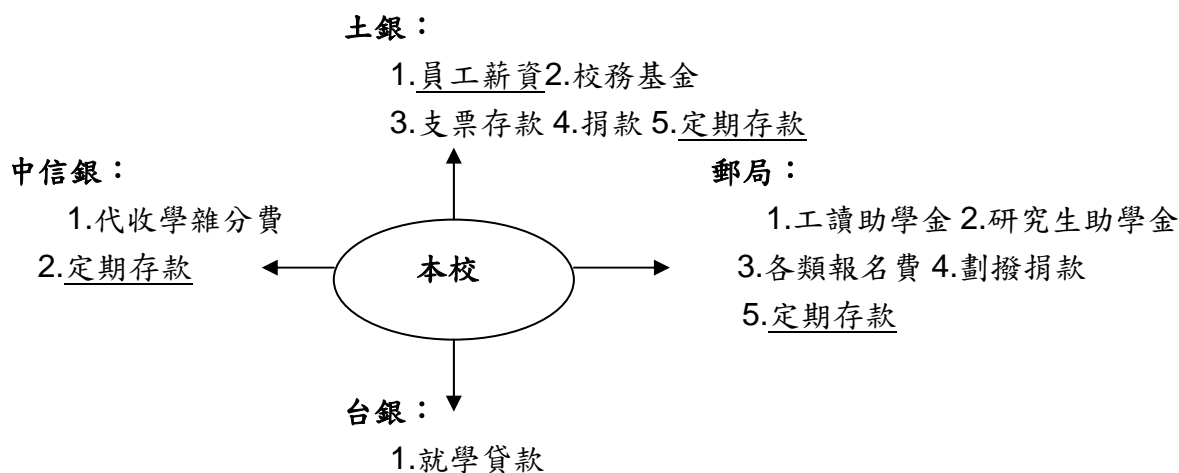 土銀：
1.員工薪資2.校務基金
3.支票存款 4.捐款 5.定期存款
中信銀：
1.代收學雜分費
2.定期存款
本校
郵局：
1.工讀助學金 2.研究生助學金
3.各類報名費 4.劃撥捐款
5.定期存款
台銀：
1.就學貸款